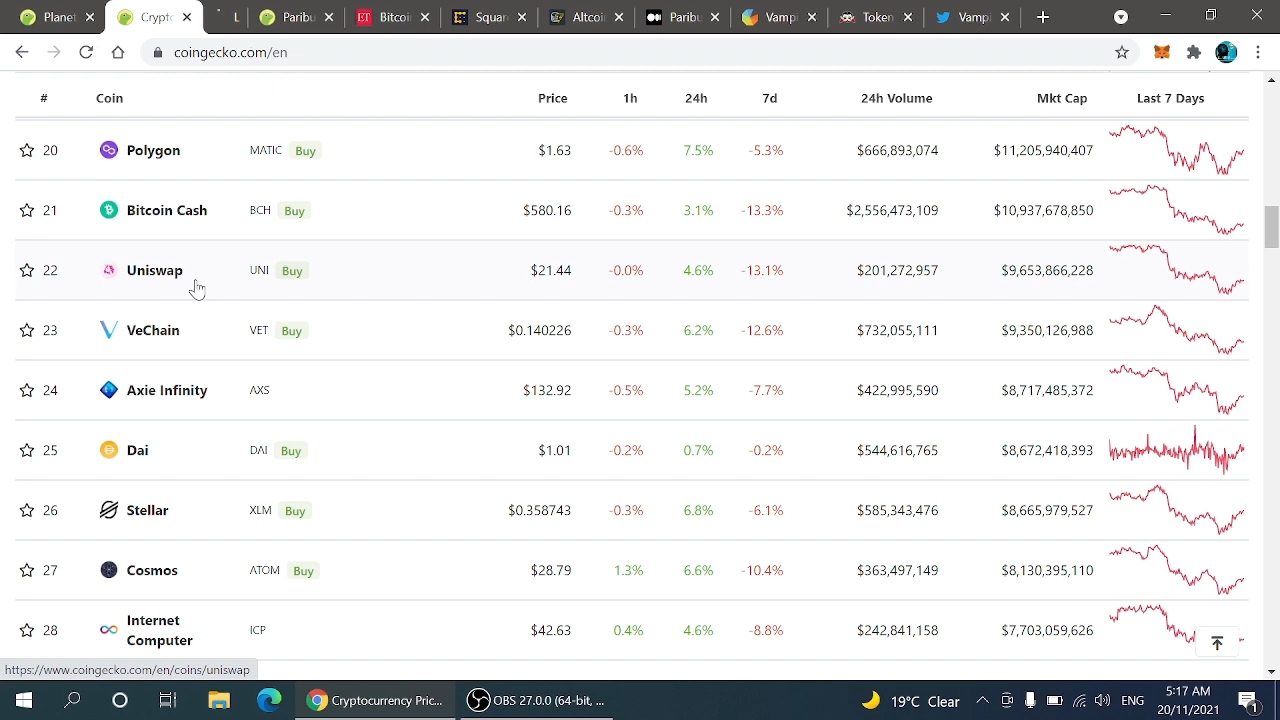 Planet
Crypto
L
Paribu
Bitcoin
Squar
Altcoi
Paribu
Vamp
Token
Vamp
coingecko.com/en
# Coin Price 1h 24h 7d 24h Volume Mkt Cap Last 7 Days
20 Polygon MATIC Buy $1.63 -0.6% 7.5% -5.3% $666,893,074 $11,205,940,407
21 Bitcoin Cash BCH Buy $580.16 -0.3% 3.1% -13.3% $2,556,473,109 $10,937,678,850
22 Uniswap UNI Buy $21.44 -0.0% 4.6% -13.1% $201,272,957 $9,653,866,228
23 VeChain VET Buy $0.140226 -0.3% 6.2% -12.6% $732,055,111 $9,350,126,988
24 Axie Infinity AXS $132.92 -0.5% 5.2% -7.7% $422,995,590 $8,717,485,372
25 Dai DAI Buy $1.01 -0.2% 0.7% -0.2% $544,616,765 $8,672,418,393
26 Stellar XLM Buy $0.358743 -0.3% 6.8% -6.1% $585,343,476 $8,665,979,527
27 Cosmos ATOM Buy $28.79 1.3% 6.6% -10.4% $363,497,149 $8,130,395,110
28 Internet Computer ICP $42.63 0.4% 4.6% -8.8% $242,841,158 $7,703,059,626
https://www.coingecko.com/en/coins/uniswap
Cryptocurrency Pric...
OBS 27.0.0 (64-bit, ...
19°C Clear
ENG
5:17 AM
20/11/2021
1